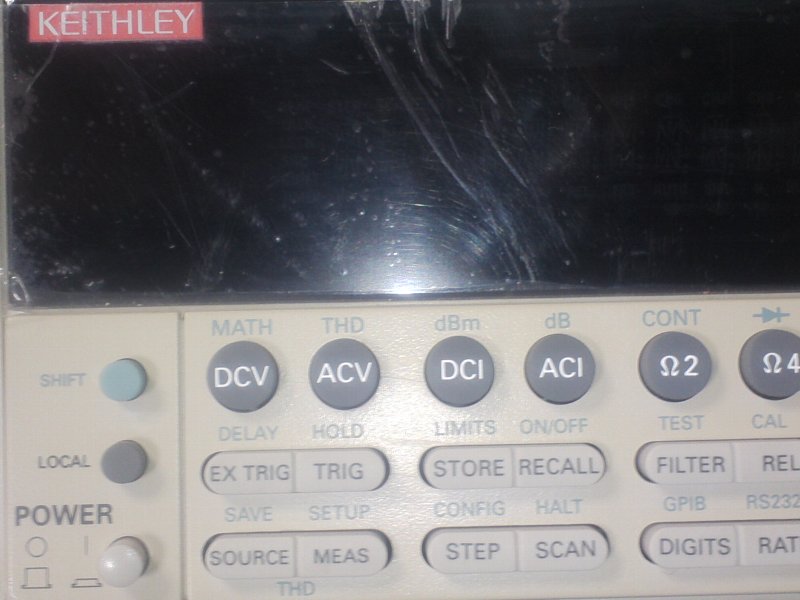 KEITHLEY
MATH THD dBm dB CONT
SHIFT DCV ACV DCI ACI Ω2 Ω4
DELAY HOLD LIMITS ON/OFF TEST CAL
LOCAL EX TRIG TRIG STORE RECALL FILTER REL
POWER SAVE SETUP CONFIG HALT GPIB RS232
SOURCE MEAS STEP SCAN DIGITS RAT
THD